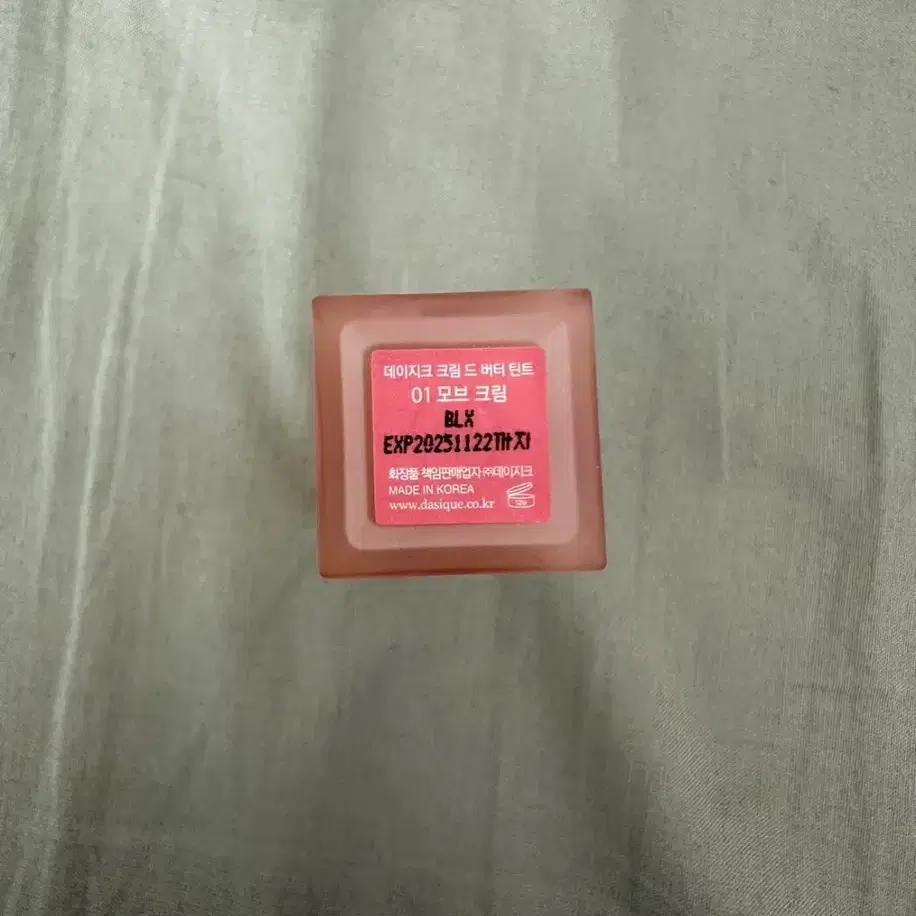 데이지크 크림 드 버터 틴트
01 모브 크림
BLX
EXP20251122까지
화장품 책임판매업자 ㈜데이지크
MADE IN KOREA
www.dasique.co.kr
12M